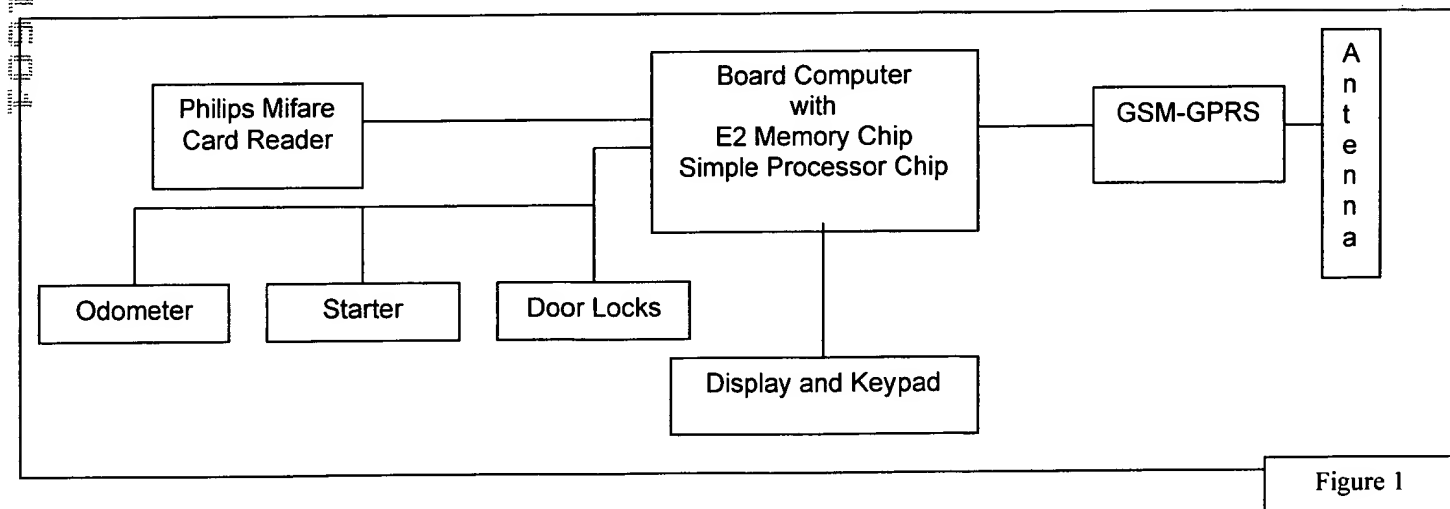 Philips Mifare
Card Reader
Board Computer
with
E2 Memory Chip
Simple Processor Chip
GSM-GPRS
Antenna
Odometer
Starter
Door Locks
Display and Keypad
Figure 1